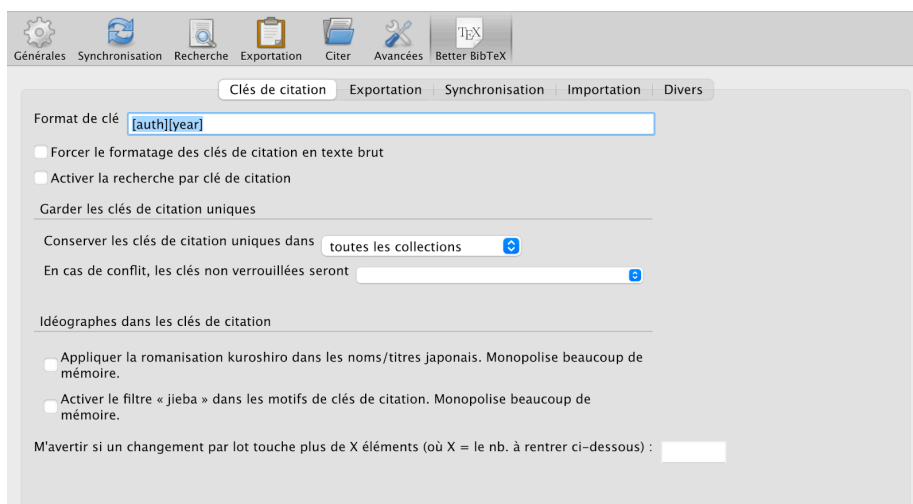 TEX
Générales Synchronisation Recherche Exportation Citer Avancées Better BibTeX
Clés de citation Exportation Synchronisation Importation Divers
Format de clé [auth][year]
Forcer le formatage des clés de citation en texte brut
Activer la recherche par clé de citation
Garder les clés de citation uniques
Conserver les clés de citation uniques dans toutes les collections
En cas de conflit, les clés non verrouillées seront
Idéographes dans les clés de citation
Appliquer la romanisation kuroshiro dans les noms/titres japonais. Monopolise beaucoup de
mémoire.
Activer le filtre « jieba » dans les motifs de clés de citation. Monopolise beaucoup de
mémoire.
M'avertir si un changement par lot touche plus de X éléments (où X = le nb. à rentrer ci-dessous) :